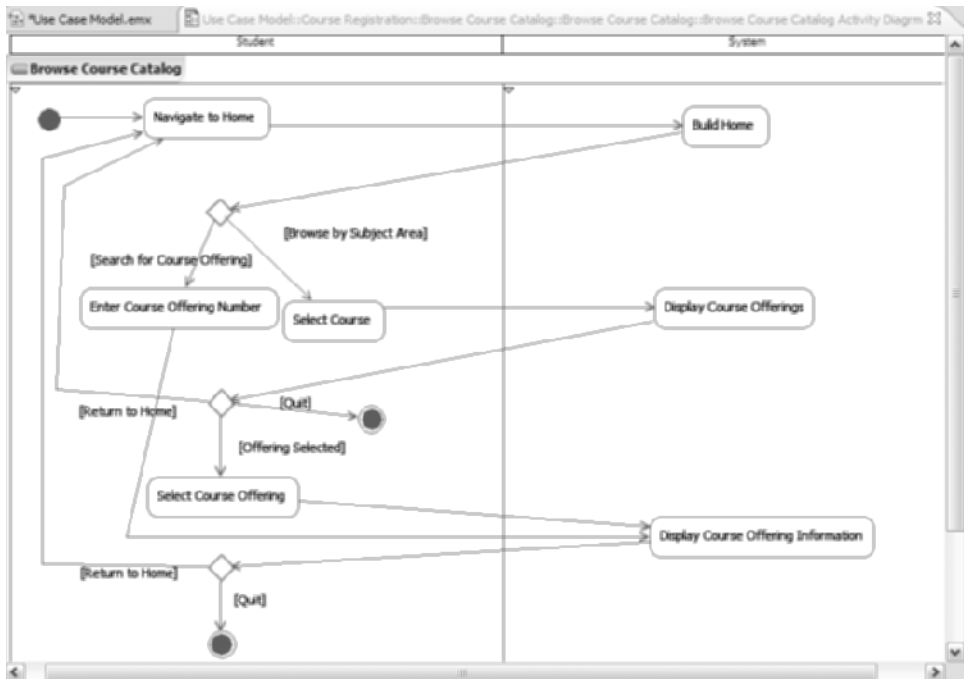 *Use Case Model.emx
Use Case Model::Course Registration::Browse Course Catalog::Browse Course Catalog::Browse Course Catalog Activity Diagrm
Student
System
Browse Course Catalog
Navigate to Home
Build Home
[Browse by Subject Area]
[Search for Course Offering]
Enter Course Offering Number
Select Course
Display Course Offerings
[Return to Home]
[Quit]
[Offering Selected]
Select Course Offering
Display Course Offering Information
[Return to Home]
[Quit]